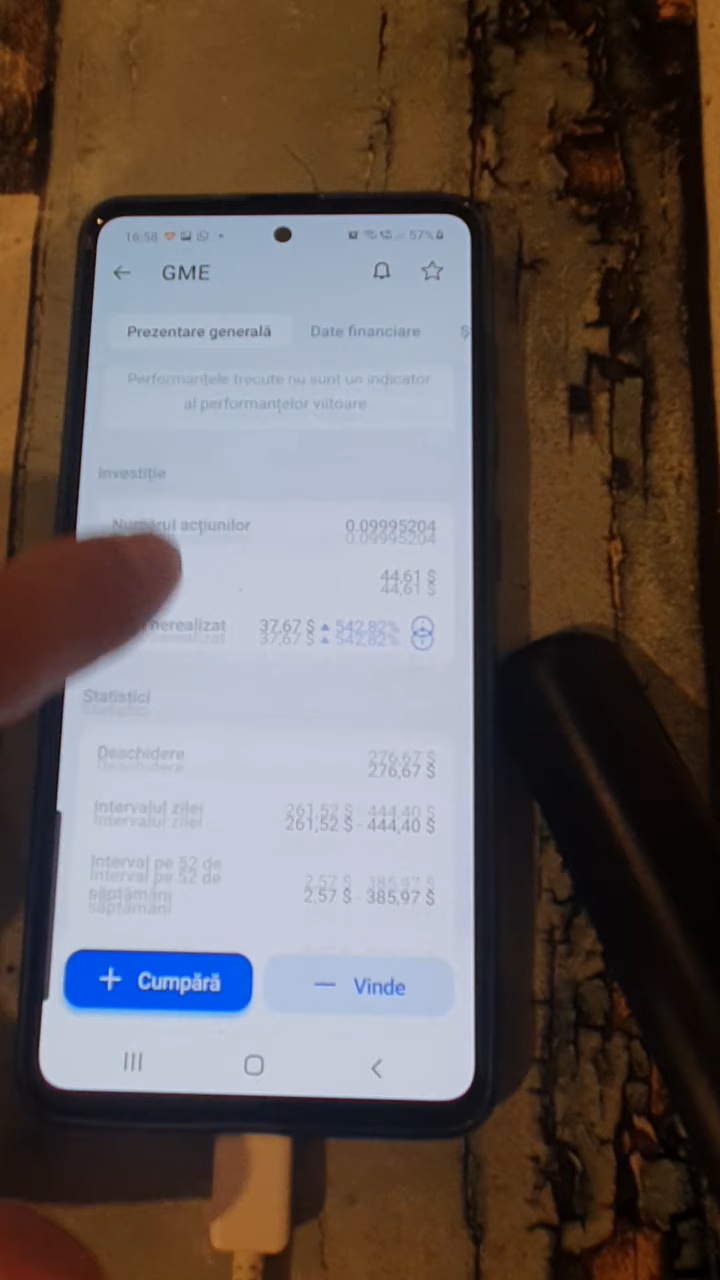 16:58 57%
GME
Prezentare generală Date financiare
Performanțele trecute nu sunt un indicator
al performanțelor viitoare.
Investiție
Numărul acțiunilor 0.09995204
44,61 $
nerealizat 37,67 $ ▲ 542,82%
Statistici
Deschidere 276,67 $
Intervalul zilei 261,52 $ - 444,40 $
Interval pe 52 de
săptămâni 2,57 $ - 385,97 $
+ Cumpără — Vinde